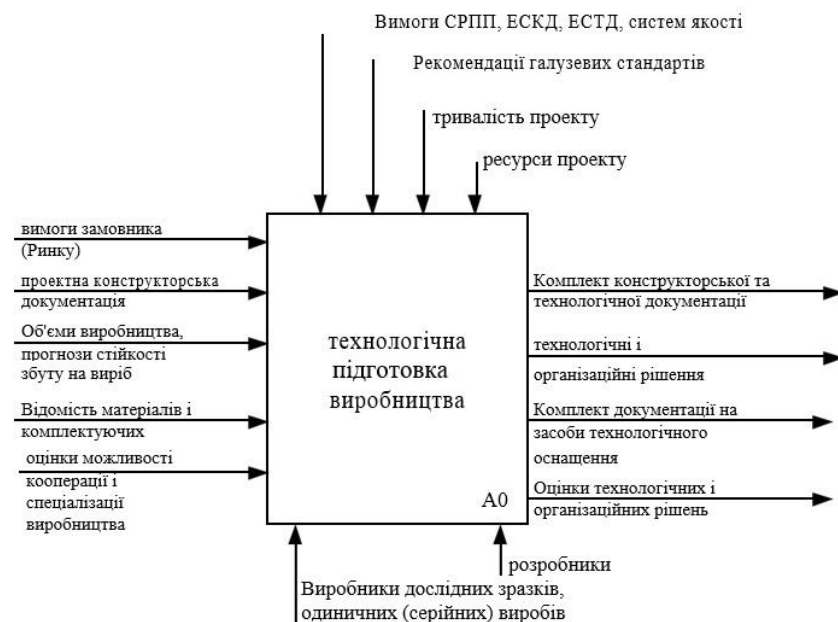 Вимоги СРПП, ЕСКД, ЕСТД, систем якості
Рекомендації галузевих стандартів
тривалість проекту
ресурси проекту
вимоги замовника
(Ринку)
проектна конструкторська
документація
Об'єми виробництва,
прогнози стійкості
збуту на виріб
Відомість матеріалів і
комплектуючих
оцінки можливості
кооперації і
спеціалізації
виробництва
технологічна
підготовка
виробництва
А0
Комплект конструкторської та
технологічної документації
технологічні і
організаційні рішення
Комплект документації на
засоби технологічного
оснащення
Оцінки технологічних і
організаційних рішень
розробники
Виробники дослідних зразків,
одиничних (серійних) виробів